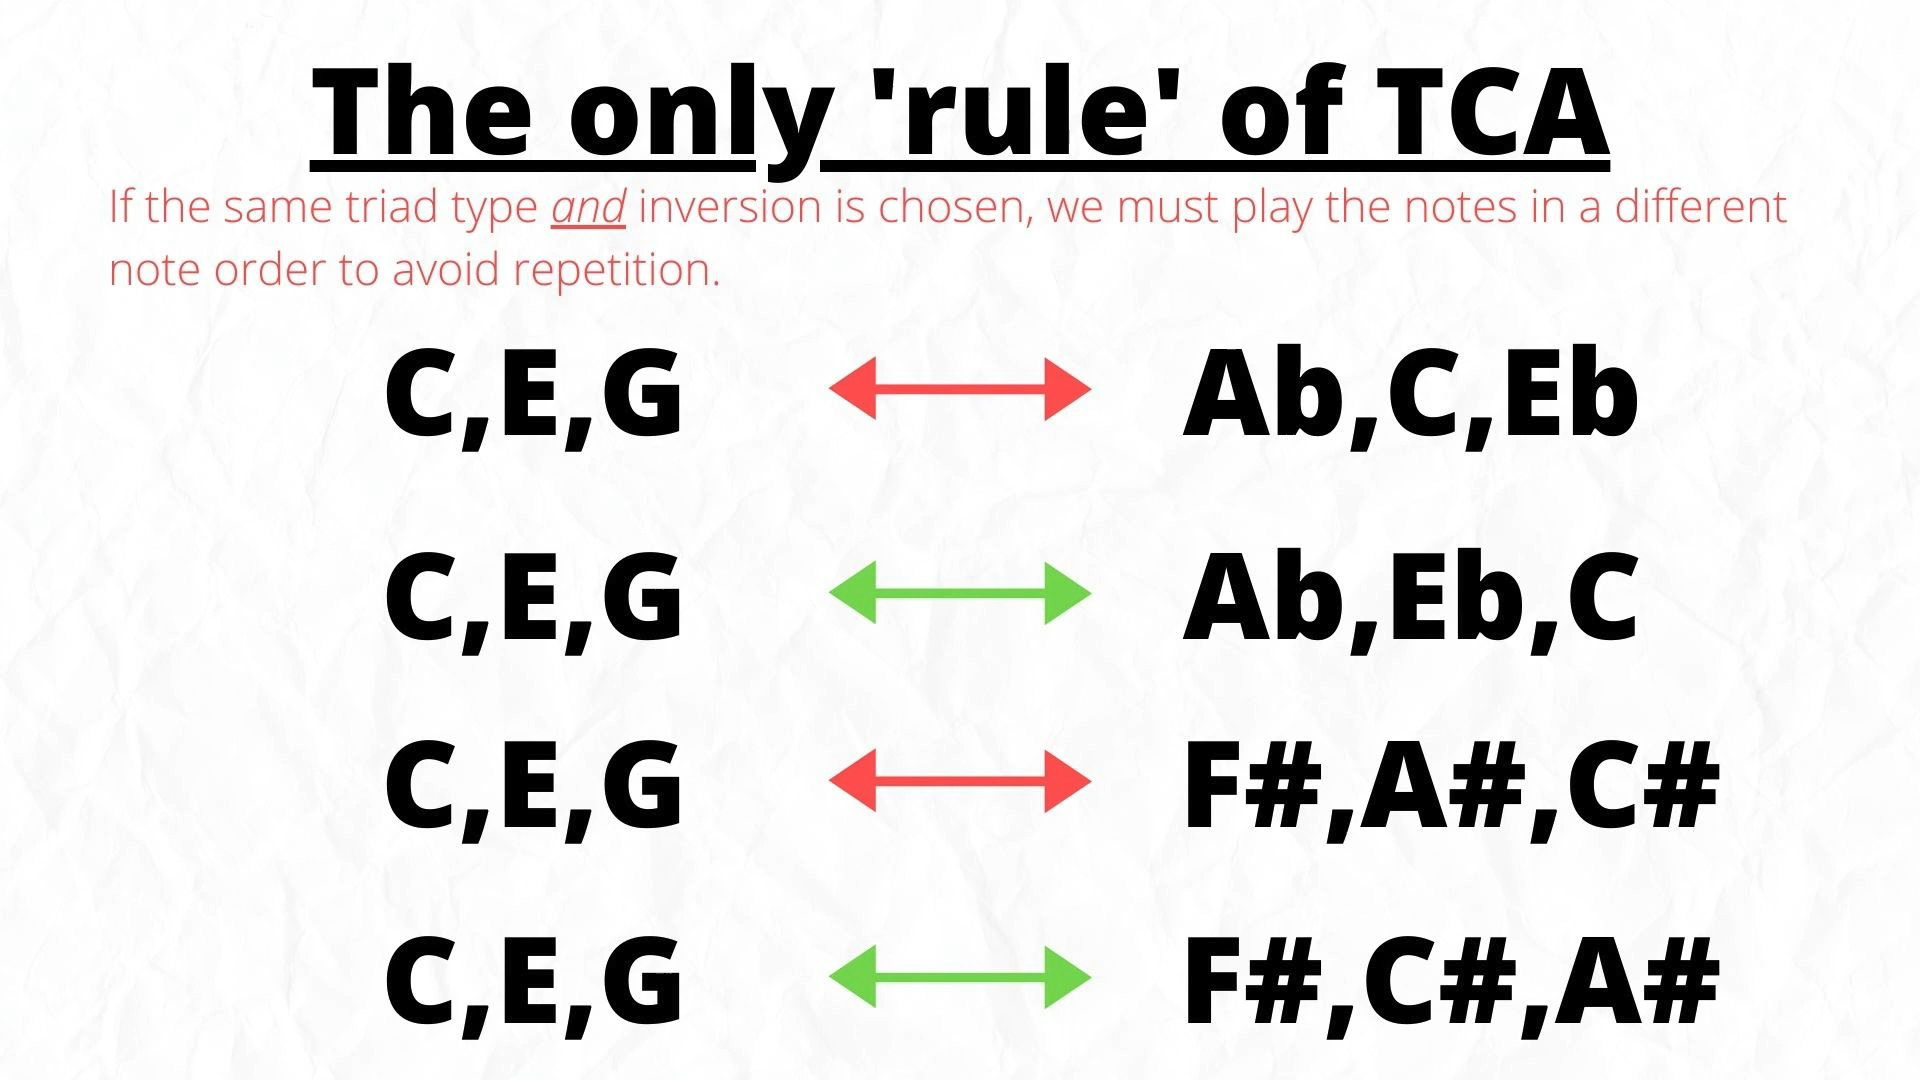 The only 'rule' of TCA
If the same triad type and inversion is chosen, we must play the notes in a different
note order to avoid repetition.
C,E,G Ab,C,Eb
C,E,G Ab,Eb,C
C,E,G F#,A#,C#
C,E,G F#,C#,A#